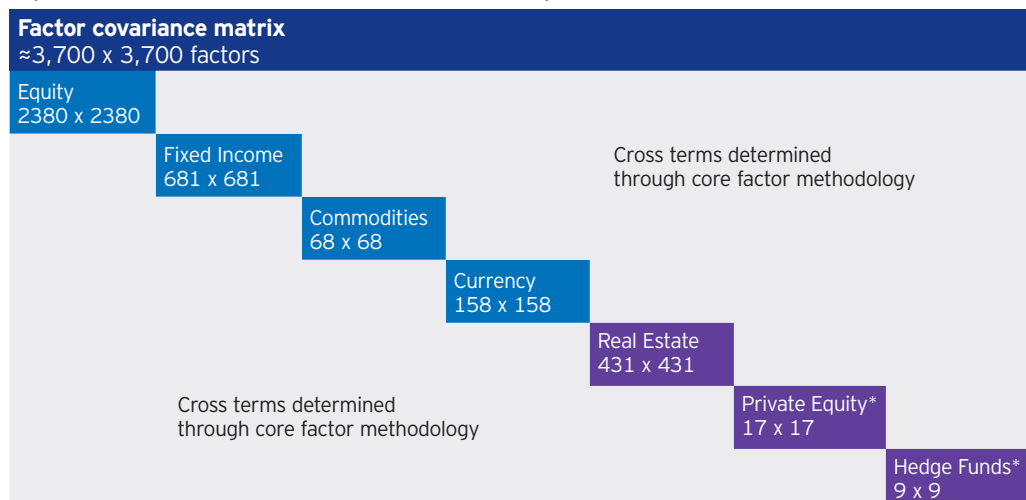 Factor covariance matrix
≈3,700 x 3,700 factors
Equity
2380 x 2380
Fixed Income
681 x 681
Cross terms determined
through core factor methodology
Commodities
68 x 68
Currency
158 x 158
Real Estate
431 x 431
Cross terms determined
through core factor methodology
Private Equity*
17 x 17
Hedge Funds*
9 x 9